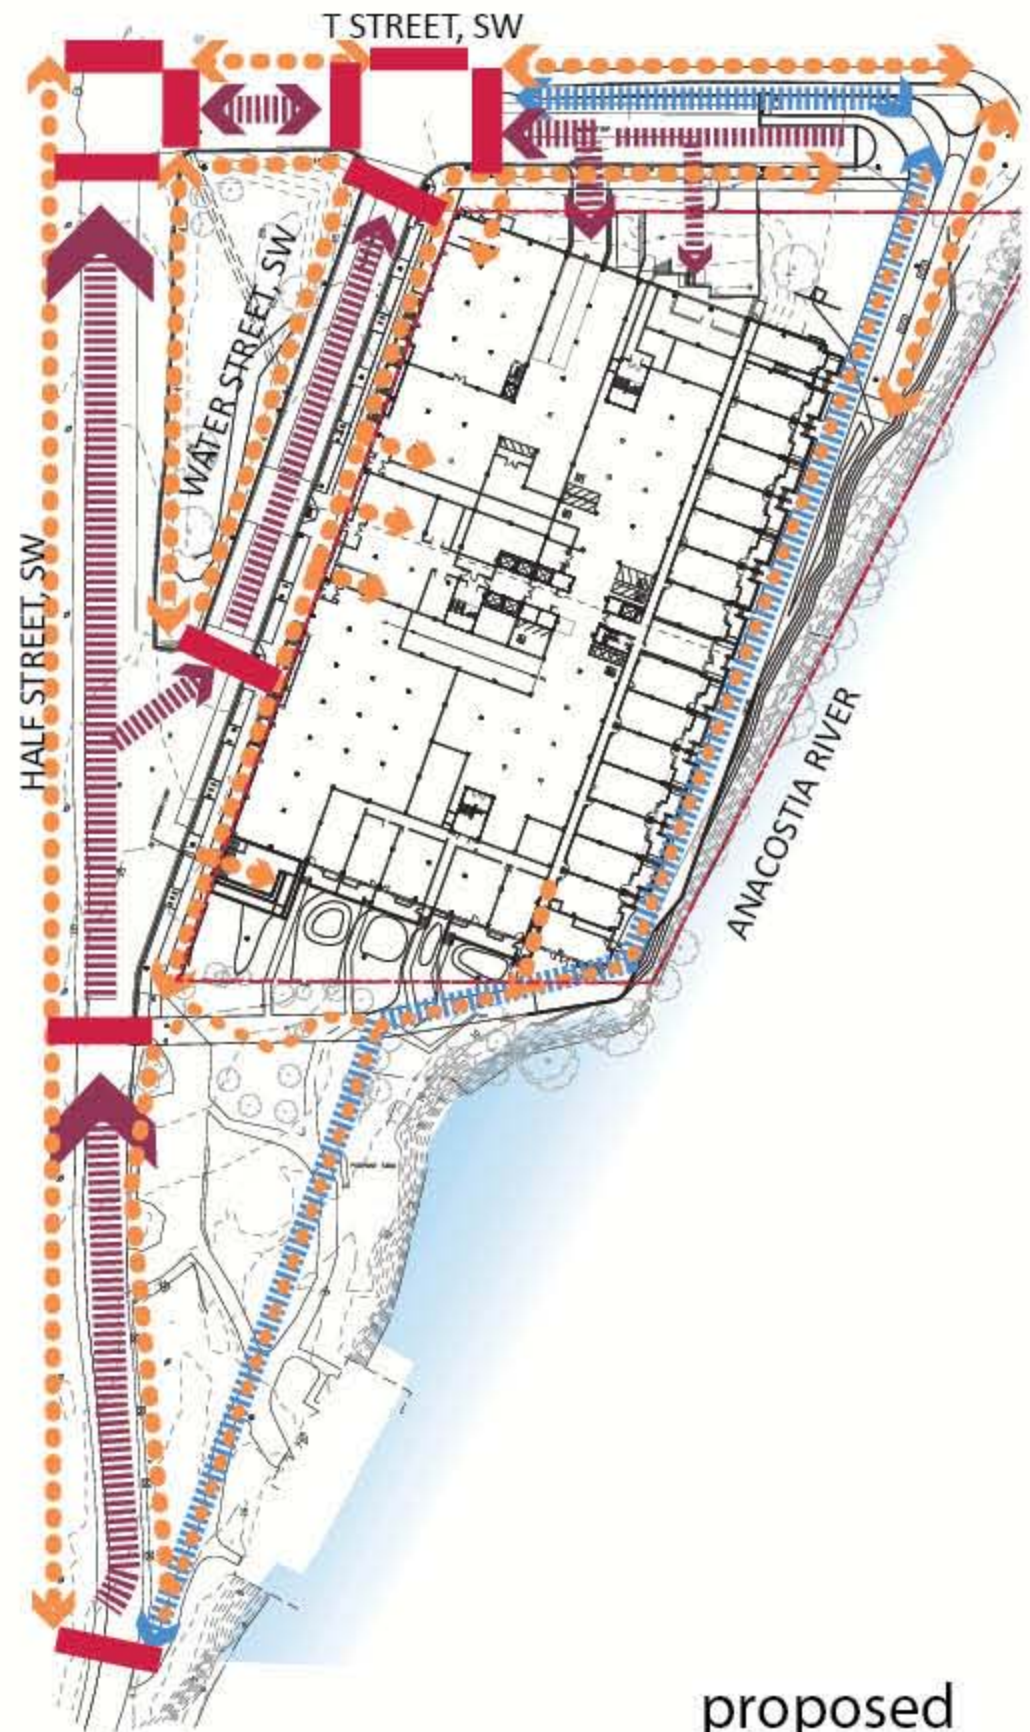 T STREET, SW
WATER STREET, SW
HALF STREET, SW
ANACOSTIA RIVER
proposed